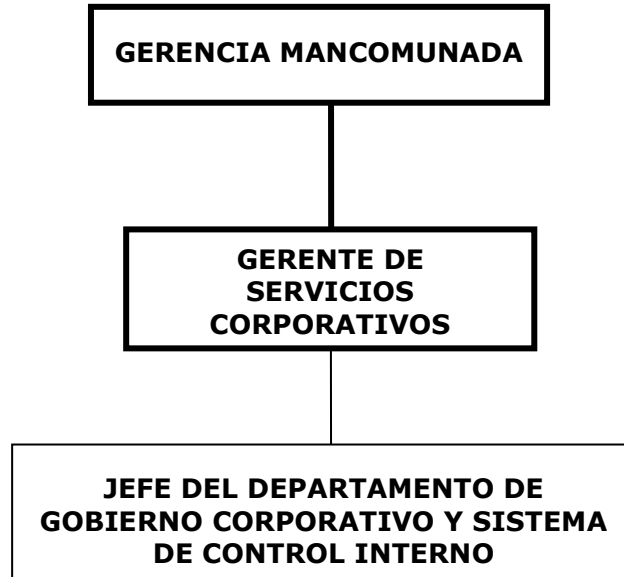 GERENCIA MANCOMUNADA
GERENTE DE
SERVICIOS
CORPORATIVOS
JEFE DEL DEPARTAMENTO DE
GOBIERNO CORPORATIVO Y SISTEMA
DE CONTROL INTERNO